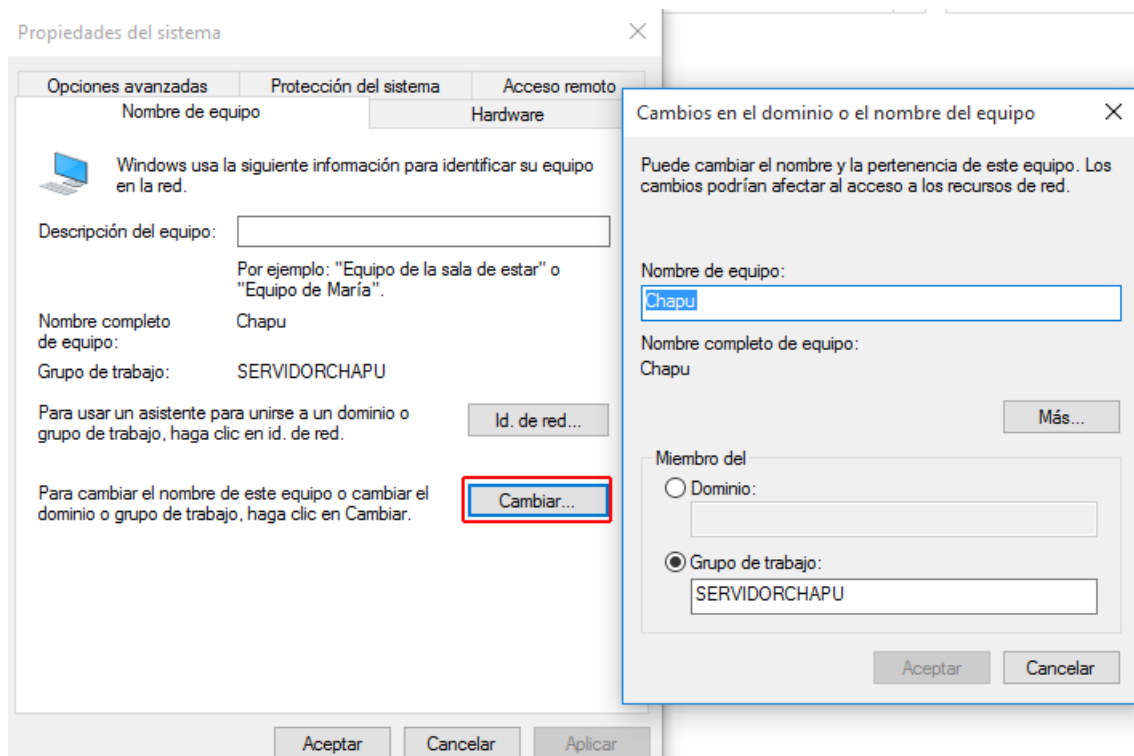 Propiedades del sistema
Opciones avanzadas
Protección del sistema
Acceso remoto
Nombre de equipo
Hardware
Windows usa la siguiente información para identificar su equipo
en la red.
Descripción del equipo:
Por ejemplo: "Equipo de la sala de estar" o
"Equipo de María".
Nombre completo
de equipo:
Chapu
Grupo de trabajo:
SERVIDORCHAPU
Para usar un asistente para unirse a un dominio o
grupo de trabajo, haga clic en id. de red.
Id. de red...
Para cambiar el nombre de este equipo o cambiar el
dominio o grupo de trabajo, haga clic en Cambiar.
Cambiar...
Aceptar
Cancelar
Aplicar
Cambios en el dominio o el nombre del equipo
Puede cambiar el nombre y la pertenencia de este equipo. Los
cambios podrían afectar al acceso a los recursos de red.
Nombre de equipo:
Chapu
Nombre completo de equipo:
Chapu
Más...
Miembro del
Dominio:
Grupo de trabajo:
SERVIDORCHAPU
Aceptar
Cancelar